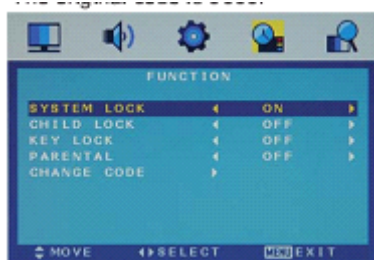 FUNCTION
SYSTEM LOCK ON
CHILD LOCK OFF
KEY LOCK OFF
PARENTAL OFF
CHANGE CODE
MOVE SELECT MENU EXIT